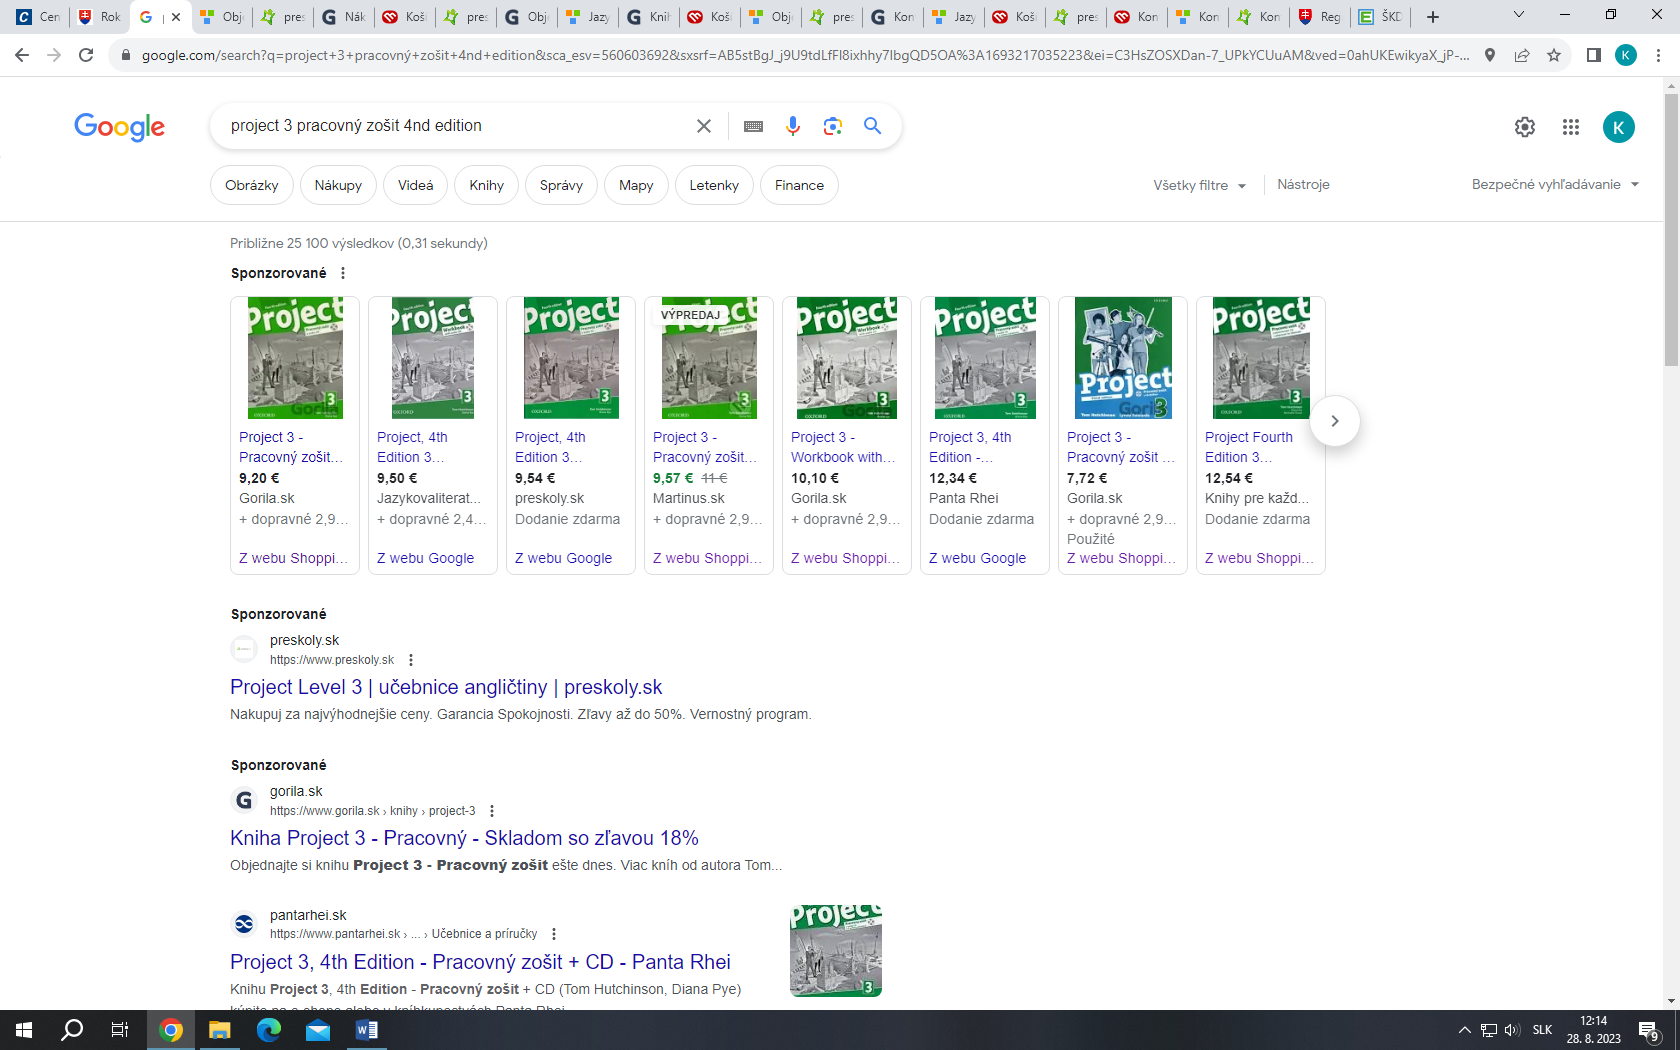 Cen
Rok
Obje
pres
Nák
Koši
pres
Obje
Jazy
Knih
Koši
Obje
pres
Kon
Jazy
Koši
pres
Kon
Kon
Kon
Reg
ŠKD
google.com/search?q=project+3+pracovný+zošit+4nd+edition&sca_esv=560603692&sxsrf=AB5stBgJ_j9U9tdLfFl8ixhhy7lbgQD5OA%3A1693217035223&ei=C3HsZOSXDan-7_UPkYCUuAM&ved=0ahUKEwikyaX_jP-...
K
Google
project 3 pracovný zošit 4nd edition
K
Obrázky
Nákupy
Videá
Knihy
Správy
Mapy
Letenky
Finance
Všetky filtre
Nástroje
Bezpečné vyhľadávanie
Približne 25 100 výsledkov (0,31 sekundy)
Sponzorované
VÝPREDAJ
Project 3 -
Pracovný zošit...
9,20 €
Gorila.sk
+ dopravné 2,9...
Z webu Shoppi...
Project, 4th
Edition 3...
9,50 €
Jazykovaliterat...
+ dopravné 2,4...
Z webu Google
Project, 4th
Edition 3...
9,54 €
preskoly.sk
Dodanie zdarma
Z webu Google
Project 3 -
Pracovný zošit...
9,57 € 11 €
Martinus.sk
+ dopravné 2,9...
Z webu Shoppi...
Project 3 -
Workbook with...
10,10 €
Gorila.sk
+ dopravné 2,9...
Z webu Shoppi...
Project 3, 4th
Edition -...
12,34 €
Panta Rhei
Dodanie zdarma
Z webu Google
Project 3 -
Pracovný zošit ...
7,72 €
Gorila.sk
+ dopravné 2,9...
Použité
Z webu Shoppi...
Project Fourth
Edition 3...
12,54 €
Knihy pre každ...
Dodanie zdarma
Z webu Shoppi...
Sponzorované
preskoly.sk
https://www.preskoly.sk
Project Level 3 | učebnice angličtiny | preskoly.sk
Nakupuj za najvýhodnejšie ceny. Garancia Spokojnosti. Zľavy až do 50%. Vernostný program.
Sponzorované
gorila.sk
https://www.gorila.sk › knihy › project-3
Kniha Project 3 - Pracovný - Skladom so zľavou 18%
Objednajte si knihu Project 3 - Pracovný zošit ešte dnes. Viac kníh od autora Tom...
pantarhei.sk
https://www.pantarhei.sk › ... › Učebnice a príručky
Project 3, 4th Edition - Pracovný zošit + CD - Panta Rhei
Knihu Project 3, 4th Edition - Pracovný zošit + CD (Tom Hutchinson, Diana Pye)
Project
3
SLK
12:14
28. 8. 2023
9